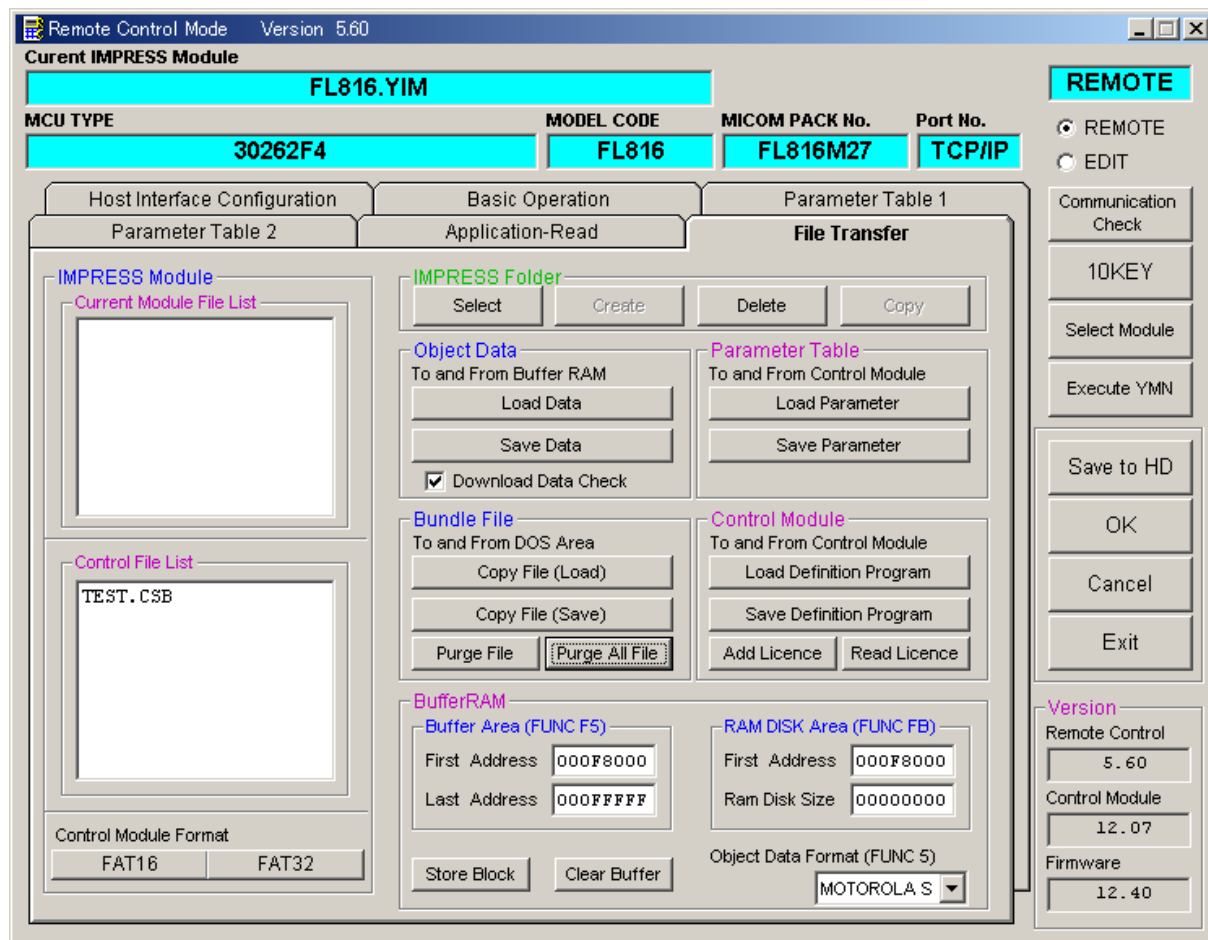 Remote Control Mode Version 5.60
Curent IMPRESS Module
FL816.YIM
REMOTE
MCU TYPE
MODEL CODE
MICOM PACK No.
Port No.
30262F4
FL816
FL816M27
TCP/IP
REMOTE
EDIT
Host Interface Configuration
Basic Operation
Parameter Table 1
Parameter Table 2
Application-Read
File Transfer
IMPRESS Module
Current Module File List
Control File List
TEST.CSB
Control Module Format
FAT16
FAT32
IMPRESS Folder
Select
Create
Delete
Copy
Object Data
To and From Buffer RAM
Load Data
Save Data
Download Data Check
Parameter Table
To and From Control Module
Load Parameter
Save Parameter
Bundle File
To and From DOS Area
Copy File (Load)
Copy File (Save)
Purge File
Purge All File
Control Module
To and From Control Module
Load Definition Program
Save Definition Program
Add Licence
Read Licence
BufferRAM
Buffer Area (FUNC F5)
First Address 000F8000
Last Address 000FFFFF
RAM DISK Area (FUNC FB)
First Address 000F8000
Ram Disk Size 00000000
Store Block
Clear Buffer
Object Data Format (FUNC 5)
MOTOROLA S
Communication
Check
10KEY
Select Module
Execute YMN
Save to HD
OK
Cancel
Exit
Version
Remote Control
5.60
Control Module
12.07
Firmware
12.40